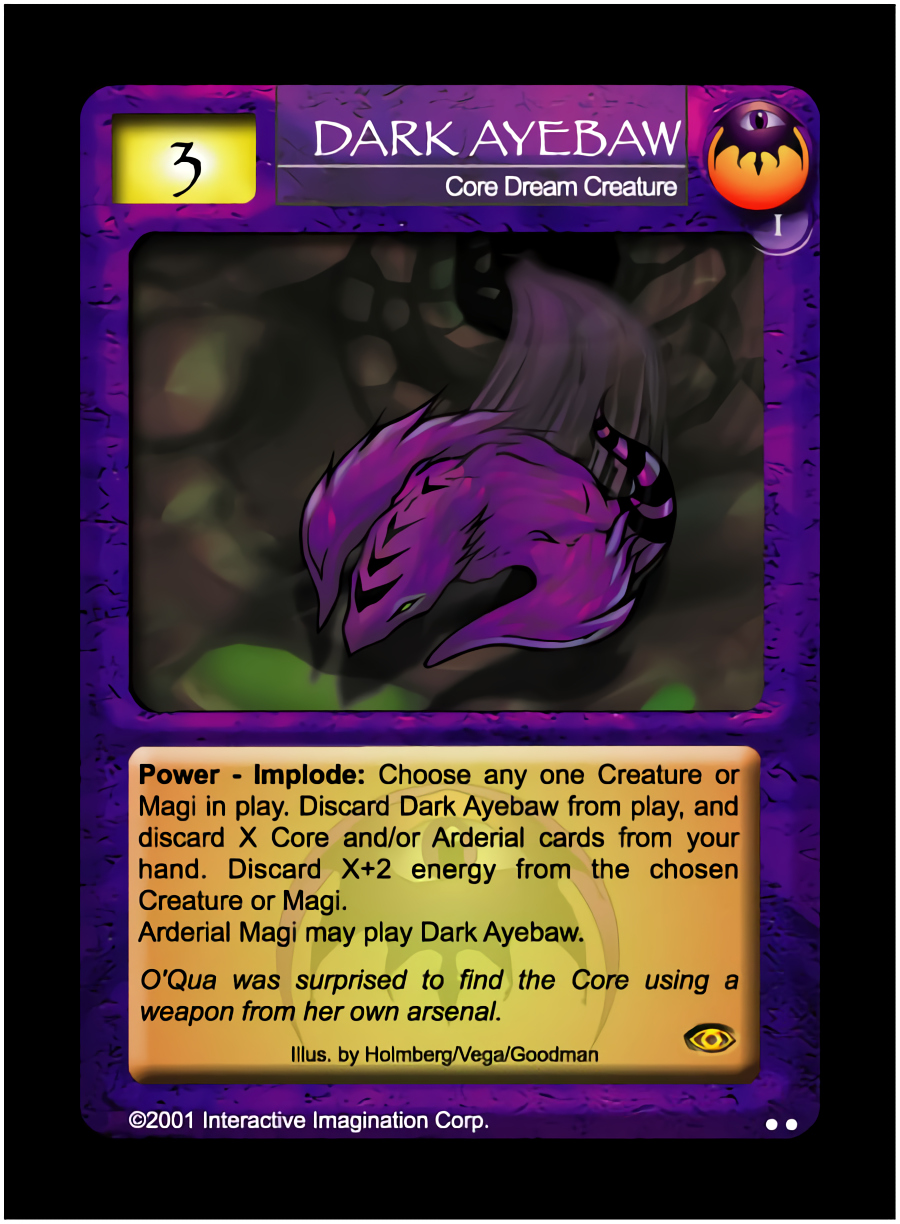 3
DARK AYEBAW
Core Dream Creature
I
Power - Implode: Choose any one Creature or
Magi in play. Discard Dark Ayebaw from play, and
discard X Core and/or Arderial cards from your
hand. Discard X+2 energy from the chosen
Creature or Magi.
Arderial Magi may play Dark Ayebaw.
O'Qua was surprised to find the Core using a
weapon from her own arsenal.
Illus. by Holmberg/Vega/Goodman
©2001 Interactive Imagination Corp.